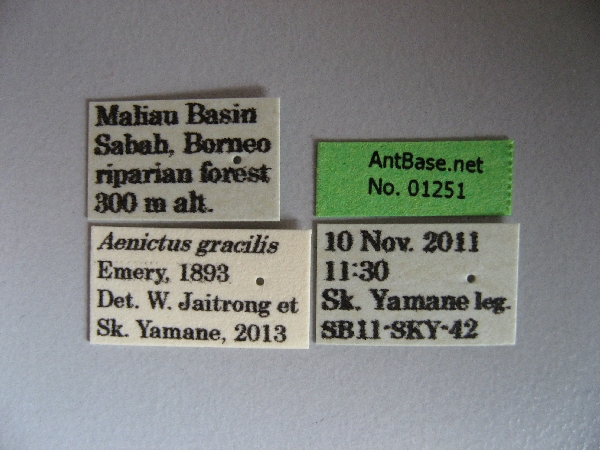 Maliau Basin
Sabah, Borneo
riparian forest
300 m alt.
AntBase.net
No. 01251
Aenictus gracilis
Emery, 1893
Det. W. Jaitrong et
Sk. Yamane, 2013
10 Nov. 2011
11:30
Sk. Yamane leg.
SB11-SKY-42